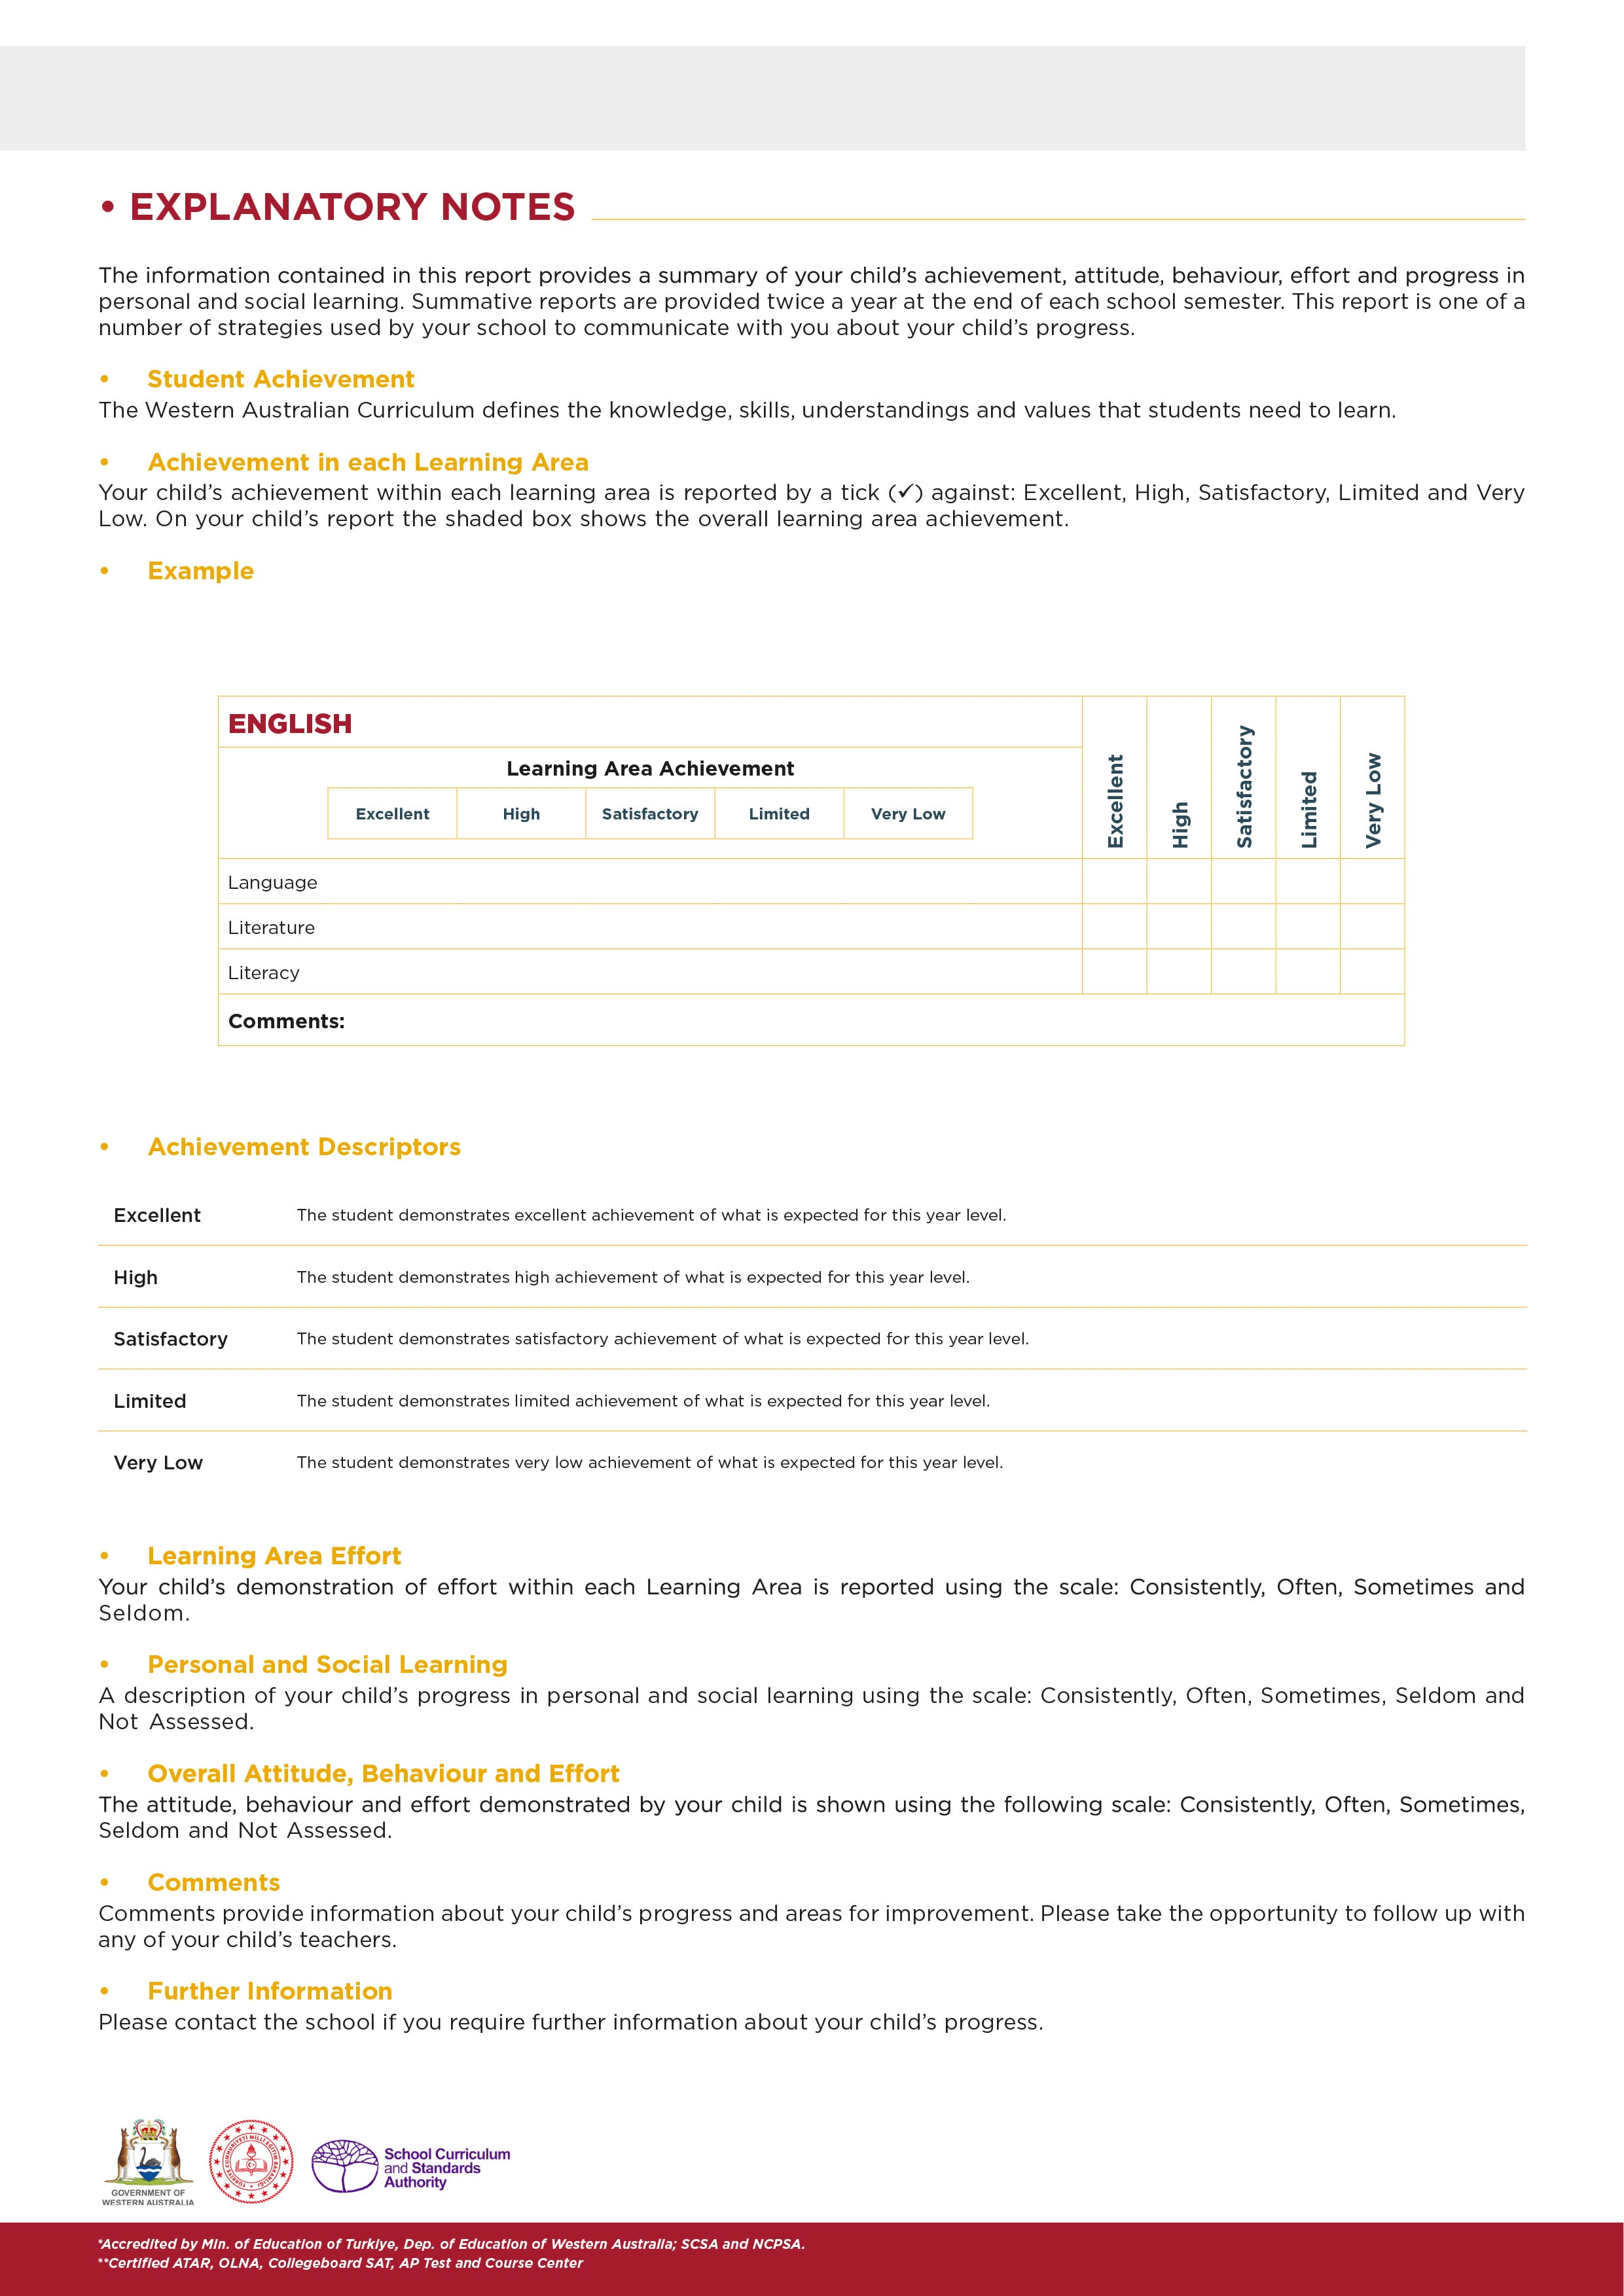 • EXPLANATORY NOTES
The information contained in this report provides a summary of your child’s achievement, attitude, behaviour, effort and progress in
personal and social learning. Summative reports are provided twice a year at the end of each school semester. This report is one of a
number of strategies used by your school to communicate with you about your child’s progress.
• Student Achievement
The Western Australian Curriculum defines the knowledge, skills, understandings and values that students need to learn.
• Achievement in each Learning Area
Your child’s achievement within each learning area is reported by a tick (✓) against: Excellent, High, Satisfactory, Limited and Very
Low. On your child’s report the shaded box shows the overall learning area achievement.
• Example
ENGLISH
Learning Area Achievement
Excellent High Satisfactory Limited Very Low
Excellent
High
Satisfactory
Limited
Very Low
Language
Literature
Literacy
Comments:
• Achievement Descriptors
Excellent The student demonstrates excellent achievement of what is expected for this year level.
High The student demonstrates high achievement of what is expected for this year level.
Satisfactory The student demonstrates satisfactory achievement of what is expected for this year level.
Limited The student demonstrates limited achievement of what is expected for this year level.
Very Low The student demonstrates very low achievement of what is expected for this year level.
• Learning Area Effort
Your child’s demonstration of effort within each Learning Area is reported using the scale: Consistently, Often, Sometimes and
Seldom.
• Personal and Social Learning
A description of your child’s progress in personal and social learning using the scale: Consistently, Often, Sometimes, Seldom and
Not Assessed.
• Overall Attitude, Behaviour and Effort
The attitude, behaviour and effort demonstrated by your child is shown using the following scale: Consistently, Often, Sometimes,
Seldom and Not Assessed.
• Comments
Comments provide information about your child’s progress and areas for improvement. Please take the opportunity to follow up with
any of your child’s teachers.
• Further Information
Please contact the school if you require further information about your child’s progress.
GOVERNMENT OF
WESTERN AUSTRALIA
TÜRKİYE CUMHURİYETİ MİLLÎ EĞİTİM BAKANLIĞI
School Curriculum
and Standards
Authority
*Accredited by Min. of Education of Turkiye, Dep. of Education of Western Australia; SCSA and NCPSA.
**Certified ATAR, OLNA, Collegeboard SAT, AP Test and Course Center